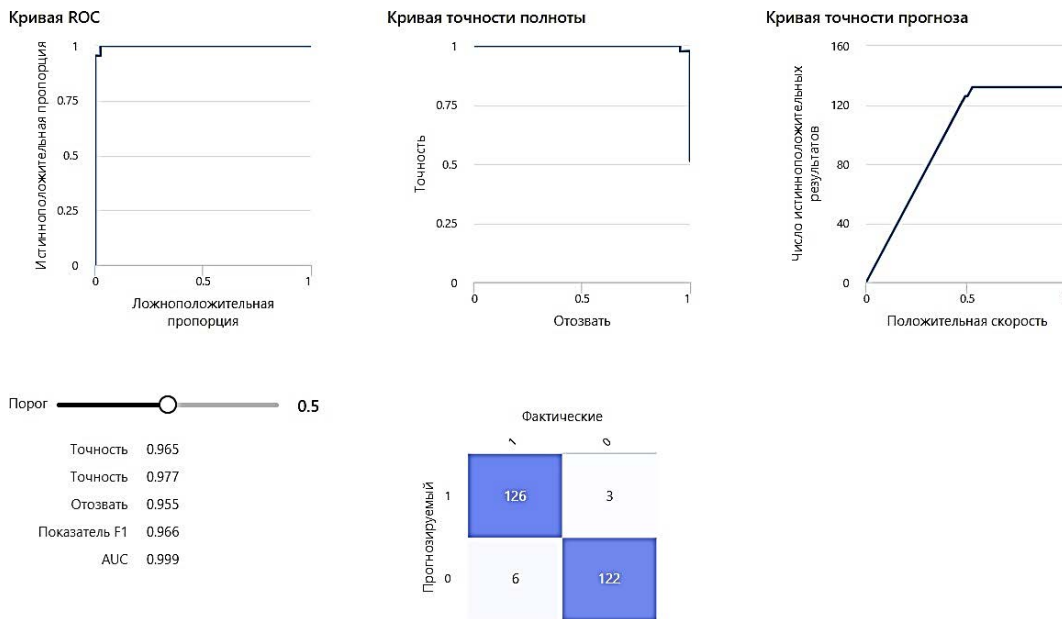 Кривая ROC
Истинноположительная пропорция
1
0.75
0.5
0.25
0
0
0.5
1
Ложноположительная
пропорция
Кривая точности полноты
Точность
1
0.75
0.5
0.25
0
0
0.5
1
Отозвать
Кривая точности прогноза
Число истинноположительных
результатов
160
120
80
40
0
0
0.5
Положительная скорость
Порог 0.5
Точность 0.965
Точность 0.977
Отозвать 0.955
Показатель F1 0.966
AUC 0.999
Фактические
1 0
Прогнозируемый
1 126 3
0 6 122